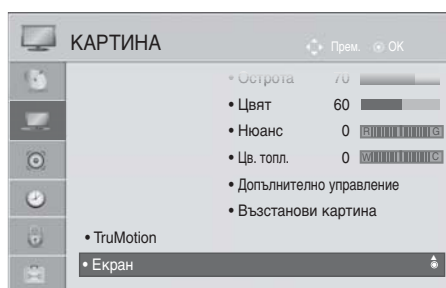 КАРТИНА
Прем. OK
• Острота 70
• Цвят 60
• Нюанс 0 R G
• Цв. топл. 0 W C
• Допълнително управление
• Възстанови картина
• TruMotion
• Екран